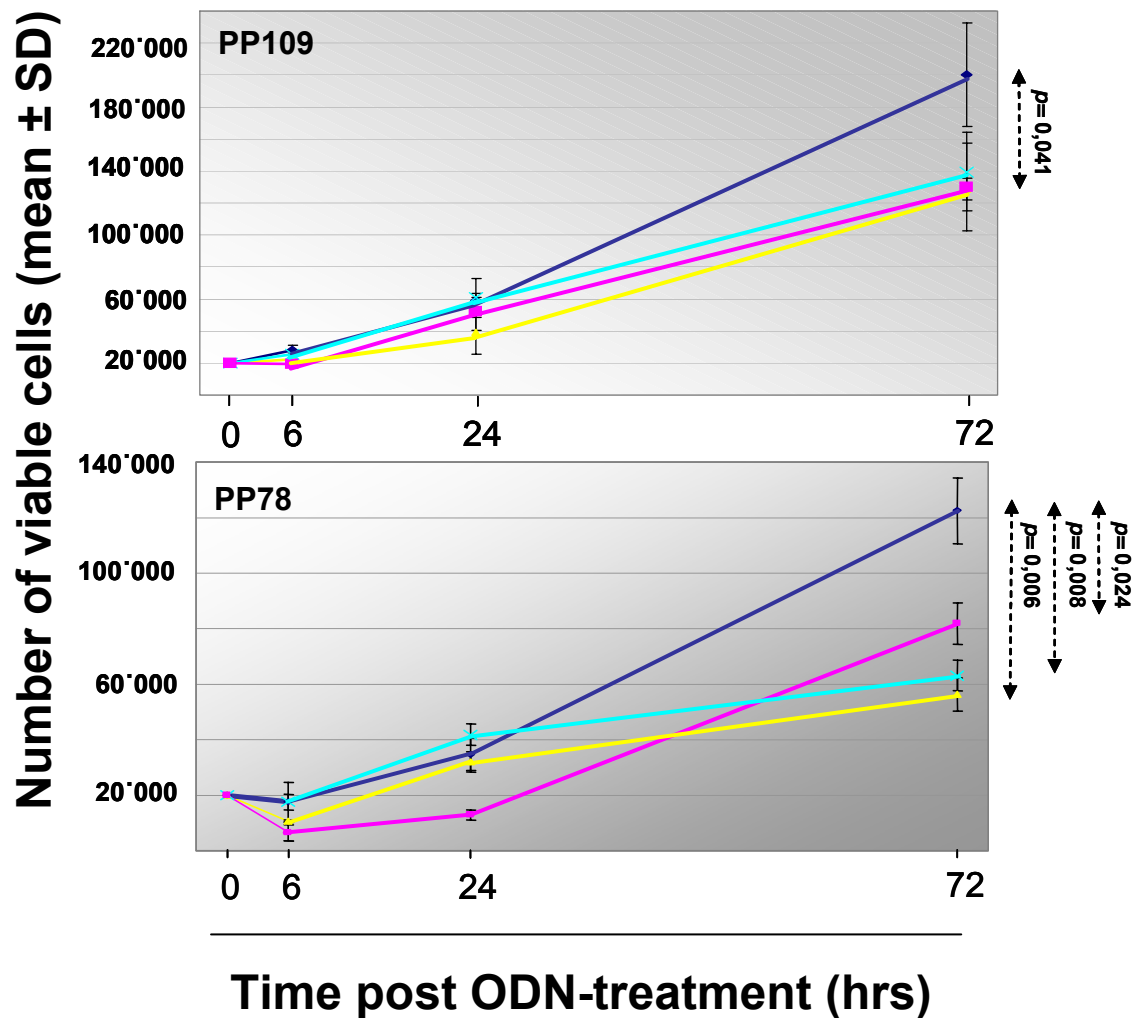 Number of viable cells (mean ± SD)
PP109
220'000
180'000
140'000
100'000
60'000
20'000
0 6 24 72
p= 0,041
PP78
140'000
100'000
60'000
20'000
0 6 24 72
p= 0,006
p= 0,008
p= 0,024
Time post ODN-treatment (hrs)